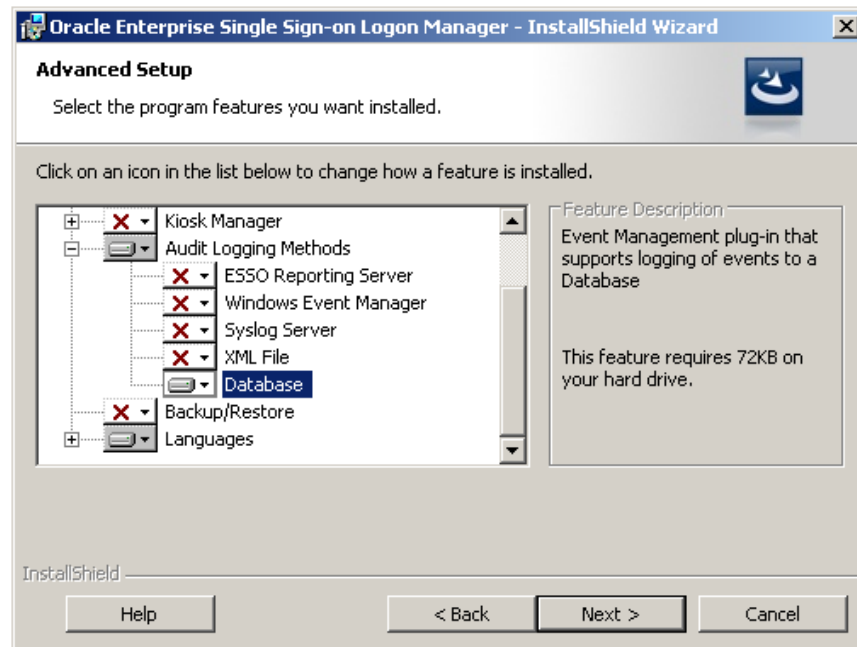 Oracle Enterprise Single Sign-on Logon Manager - InstallShield Wizard
Advanced Setup
Select the program features you want installed.
Click on an icon in the list below to change how a feature is installed.
Kiosk Manager
Audit Logging Methods
ESSO Reporting Server
Windows Event Manager
Syslog Server
XML File
Database
Backup/Restore
Languages
Feature Description
Event Management plug-in that
supports logging of events to a
Database
This feature requires 72KB on
your hard drive.
InstallShield
Help
< Back
Next >
Cancel